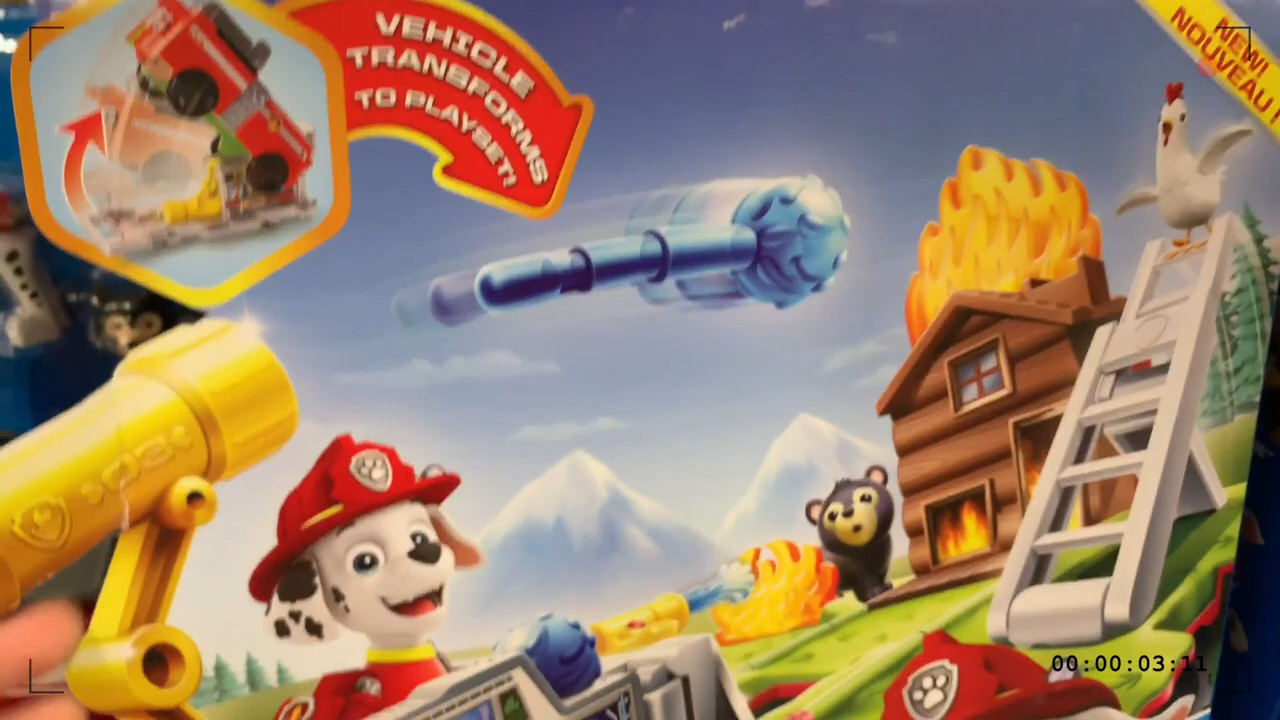 VEHICLE
TRANSFORMS
TO PLAYSET!
NEW!
NOUVEAU !
00:00:03:11